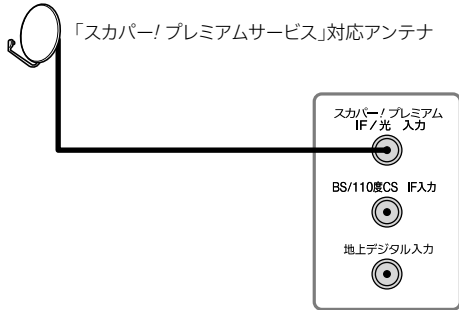 「スカパー! プレミアムサービス」対応アンテナ
スカパー! プレミアム
IF/光 入力
BS/110度CS IF入力
地上デジタル入力